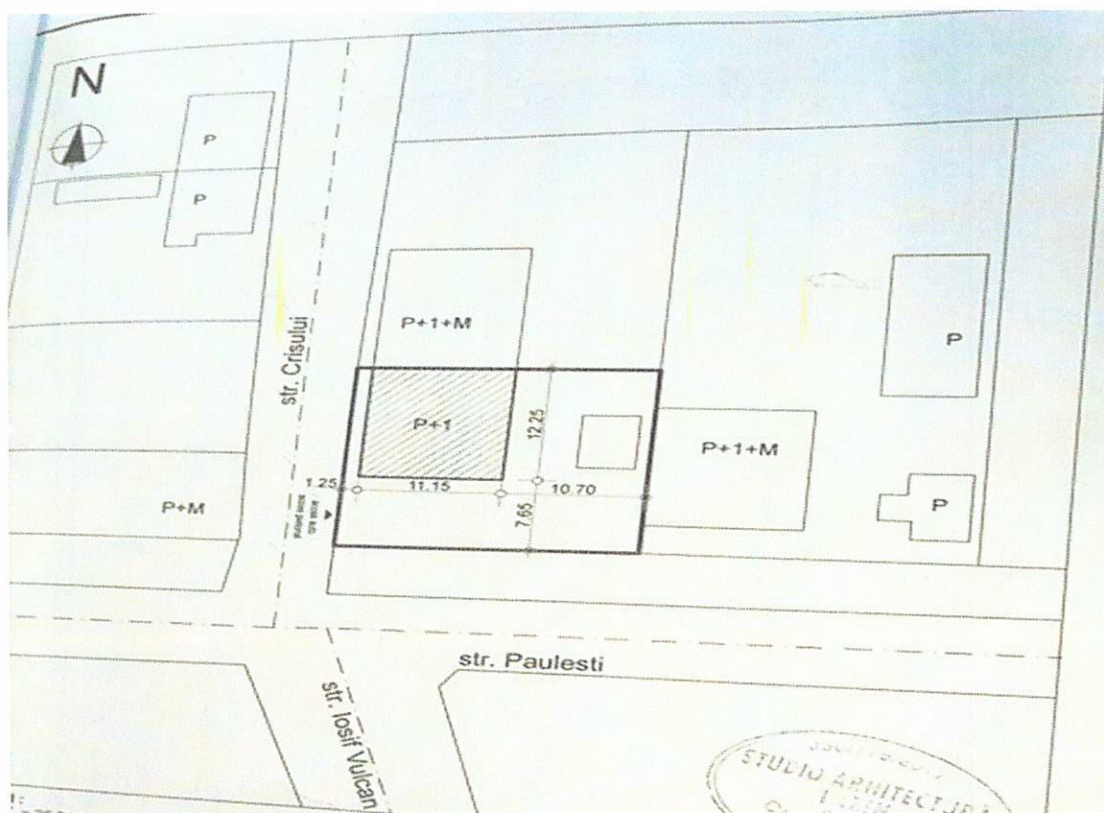 N
P
P
str. Crisului
P+1+M
P
P+1
12.25
P+1+M
1.25
11.15
10.70
7.65
P+M
P
str. Paulesti
str. Iosif Vulcan
STUDIO ARHITECTURA